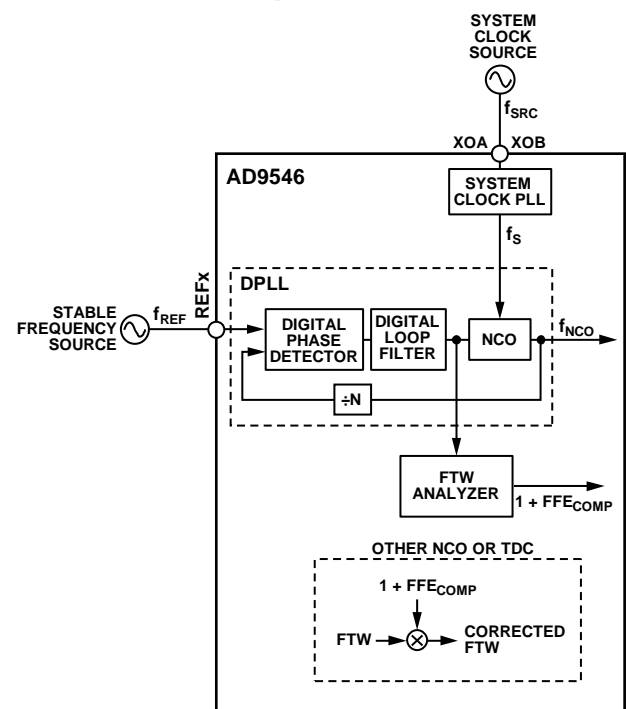 SYSTEM
CLOCK
SOURCE
fSRC
XOA XOB
AD9546
SYSTEM
CLOCK PLL
fS
DPLL
REFx
STABLE
FREQUENCY
SOURCE
fREF
DIGITAL
PHASE
DETECTOR
DIGITAL
LOOP
FILTER
NCO
fNCO
÷N
FTW
ANALYZER
1 + FFECOMP
OTHER NCO OR TDC
1 + FFECOMP
FTW
CORRECTED
FTW